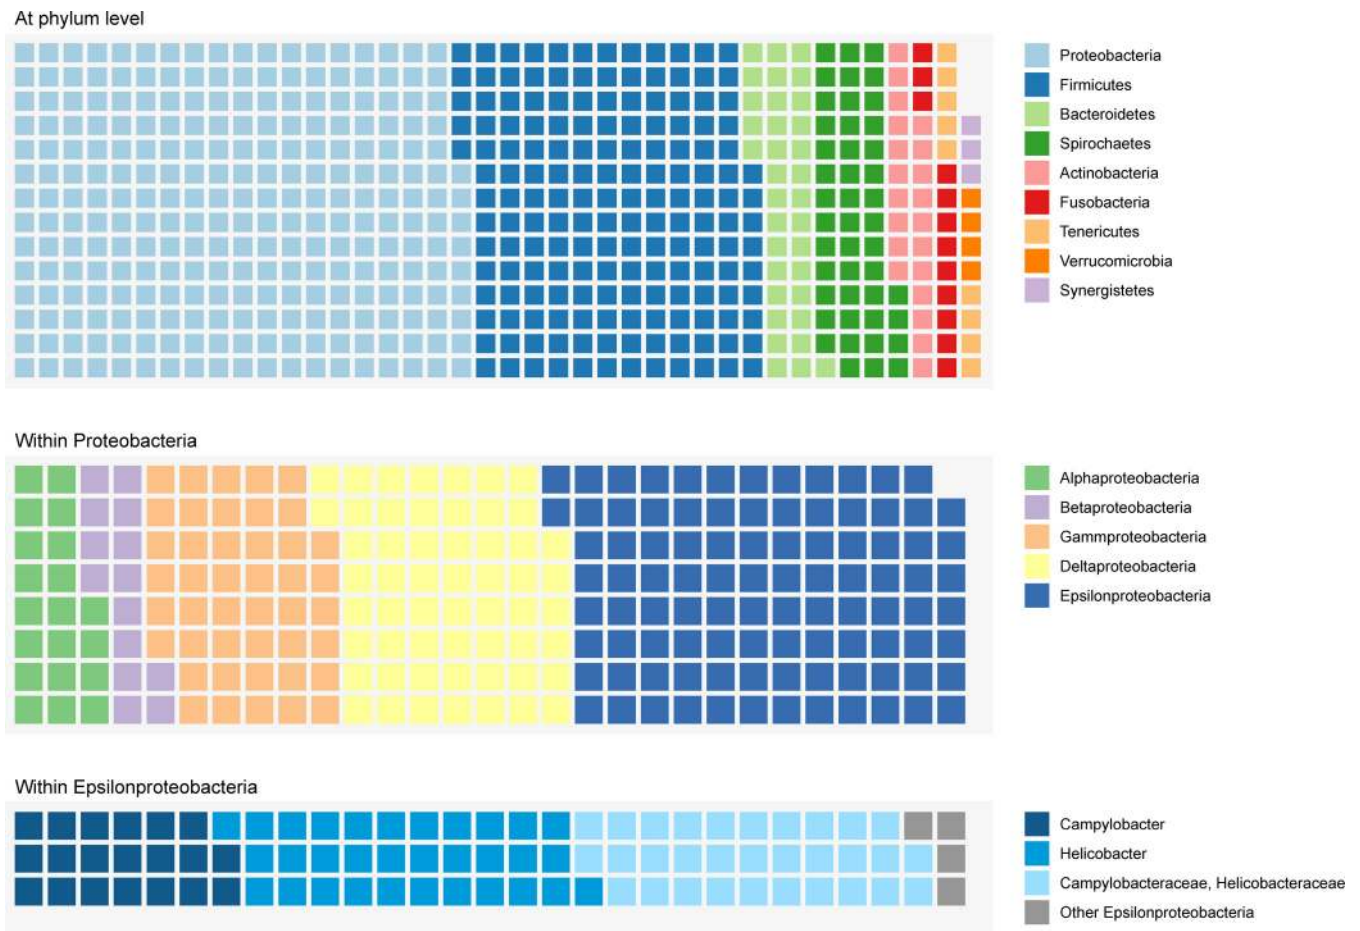 At phylum level
Proteobacteria
Firmicutes
Bacteroidetes
Spirochaetes
Actinobacteria
Fusobacteria
Tenericutes
Verrucomicrobia
Synergistetes
Within Proteobacteria
Alphaproteobacteria
Betaproteobacteria
Gammproteobacteria
Deltaproteobacteria
Epsilonproteobacteria
Within Epsilonproteobacteria
Campylobacter
Helicobacter
Campylobacteraceae, Helicobacteraceae
Other Epsilonproteobacteria